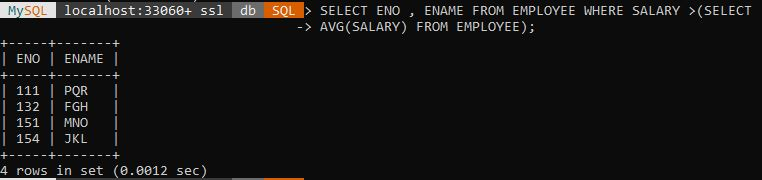 MySQL localhost:33060+ ssl db SQL > SELECT ENO , ENAME FROM EMPLOYEE WHERE SALARY >(SELECT
-> AVG(SALARY) FROM EMPLOYEE);
+-----+-------+
| ENO | ENAME |
+-----+-------+
| 111 | PQR   |
| 132 | FGH   |
| 151 | MNO   |
| 154 | JKL   |
+-----+-------+
4 rows in set (0.0012 sec)